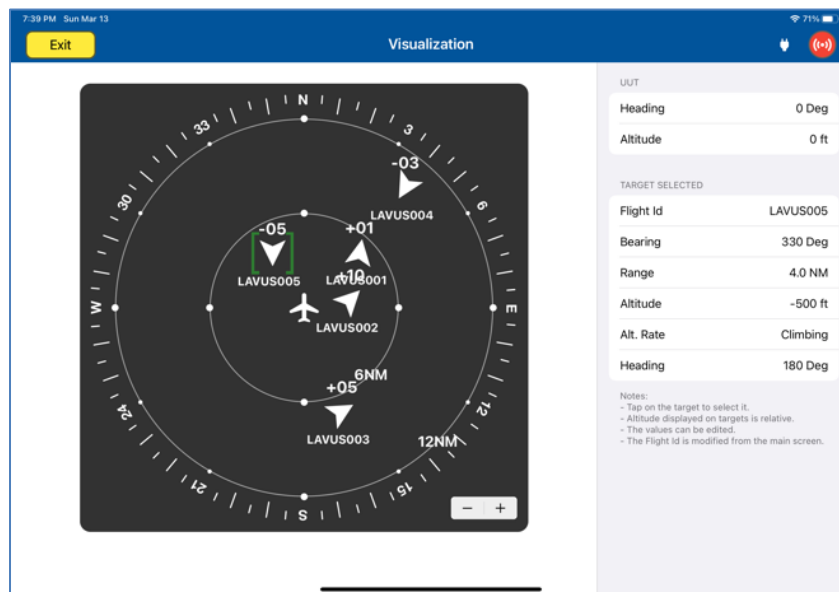 7:39 PM Sun Mar 13
71%
Exit
Visualization
N
33
3
30
6
W
E
24
12
21
15
S
-03
LAVUS004
-05
LAVUS005
+01
LAVUS001
+10
LAVUS002
6NM
+05
LAVUS003
12NM
− +
UUT
Heading 0 Deg
Altitude 0 ft
TARGET SELECTED
Flight Id LAVUS005
Bearing 330 Deg
Range 4.0 NM
Altitude -500 ft
Alt. Rate Climbing
Heading 180 Deg
Notes:
- Tap on the target to select it.
- Altitude displayed on targets is relative.
- The values can be edited.
- The Flight Id is modified from the main screen.